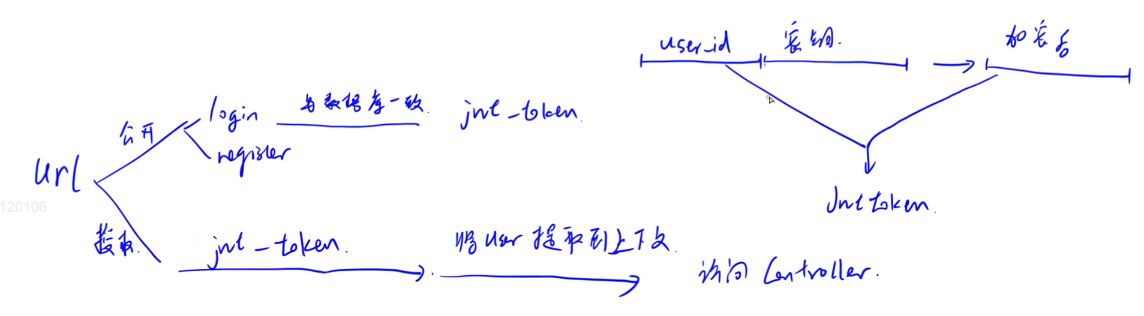 user_id 密钥. 加密后
login 与数据库一致. jwt_token.
公开
register
url
Jwt token.
120106
授权 jwt_token. 将user 提取到上下文. 访问 Controller.